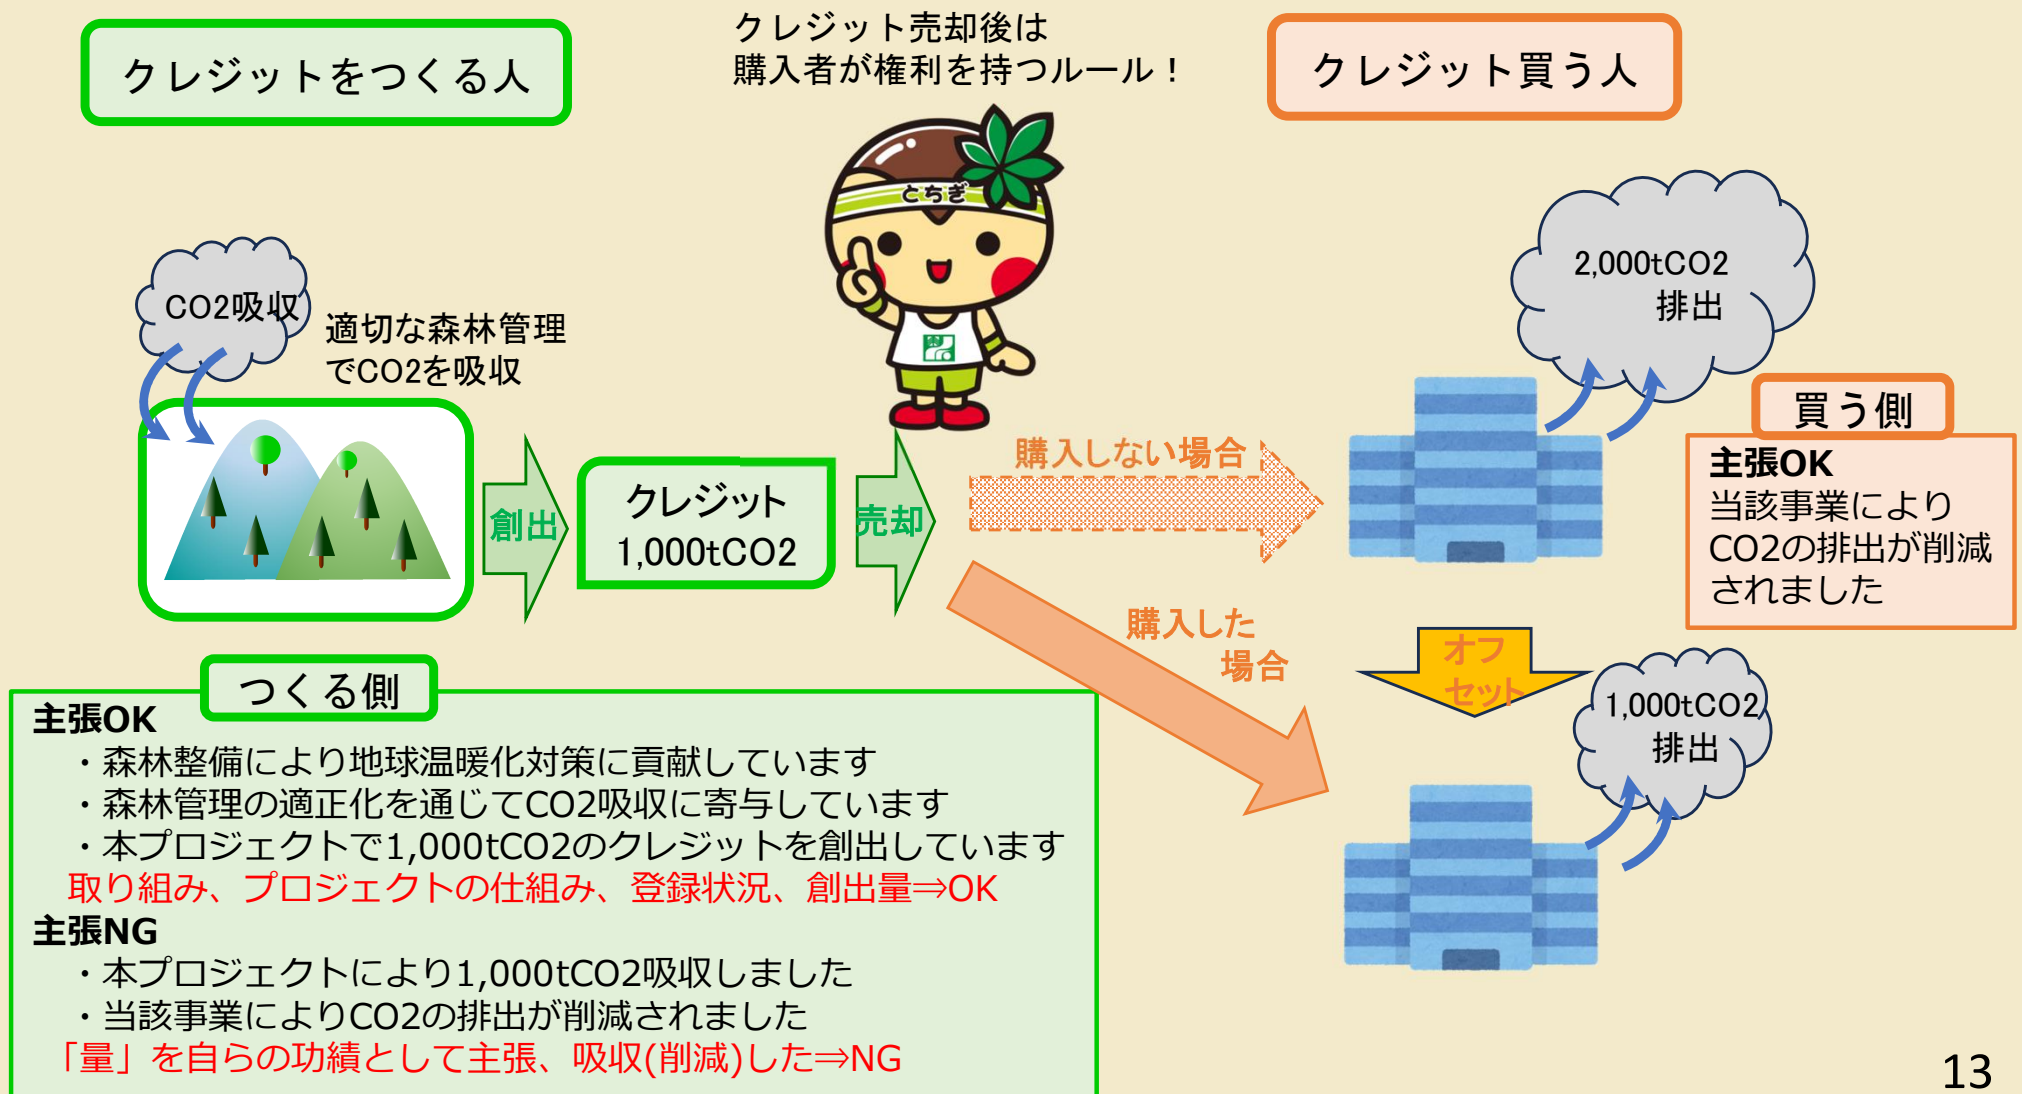 クレジットをつくる人
クレジット売却後は
購入者が権利を持つルール！
クレジット買う人
とちぎ
CO2吸収
適切な森林管理
でCO2を吸収
創出
クレジット
1,000tCO2
売却
購入しない場合
購入した
場合
2,000tCO2
排出
買う側
主張OK
当該事業により
CO2の排出が削減
されました
オフ
セット
1,000tCO2
排出
つくる側
主張OK
・森林整備により地球温暖化対策に貢献しています
・森林管理の適正化を通じてCO2吸収に寄与しています
・本プロジェクトで1,000tCO2のクレジットを創出しています
取り組み、プロジェクトの仕組み、登録状況、創出量⇒OK
主張NG
・本プロジェクトにより1,000tCO2吸収しました
・当該事業によりCO2の排出が削減されました
「量」を自らの功績として主張、吸収(削減)した⇒NG
13